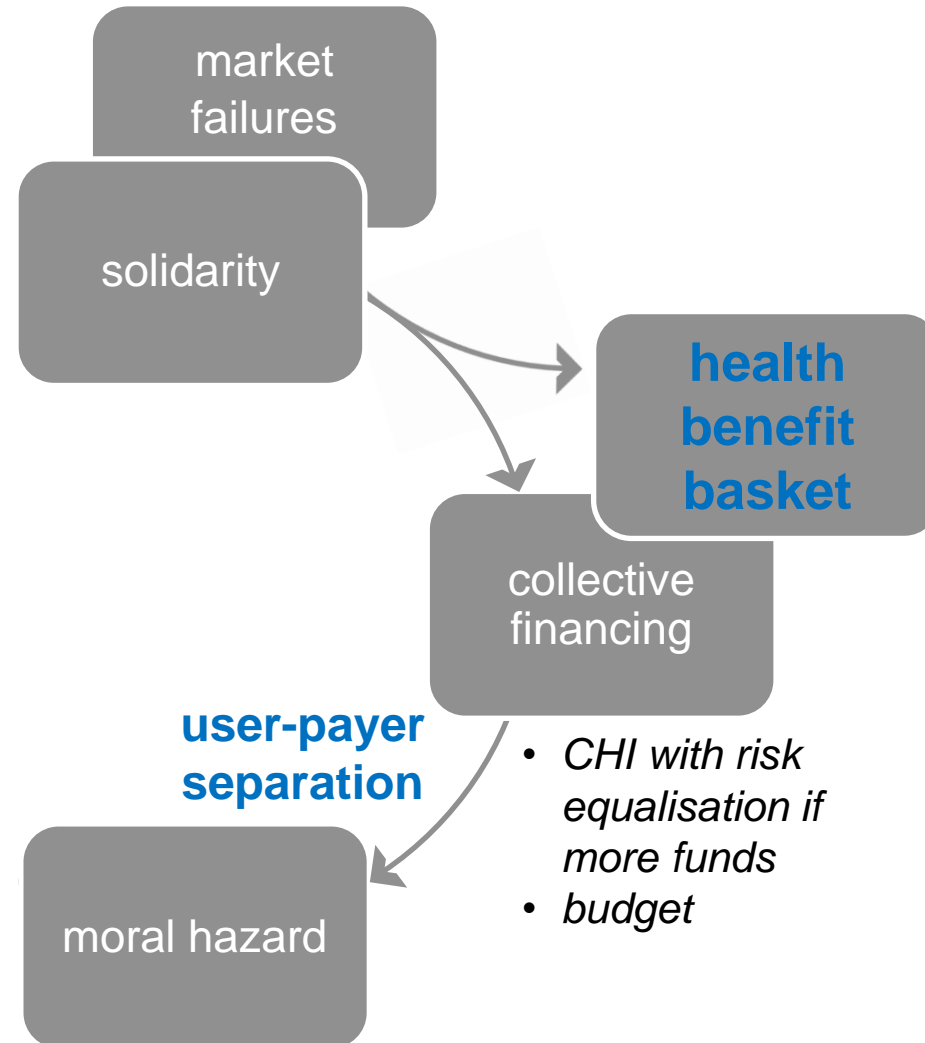 market
failures
solidarity
health
benefit
basket
collective
financing
user-payer
separation
• CHI with risk
equalisation if
more funds
• budget
moral hazard